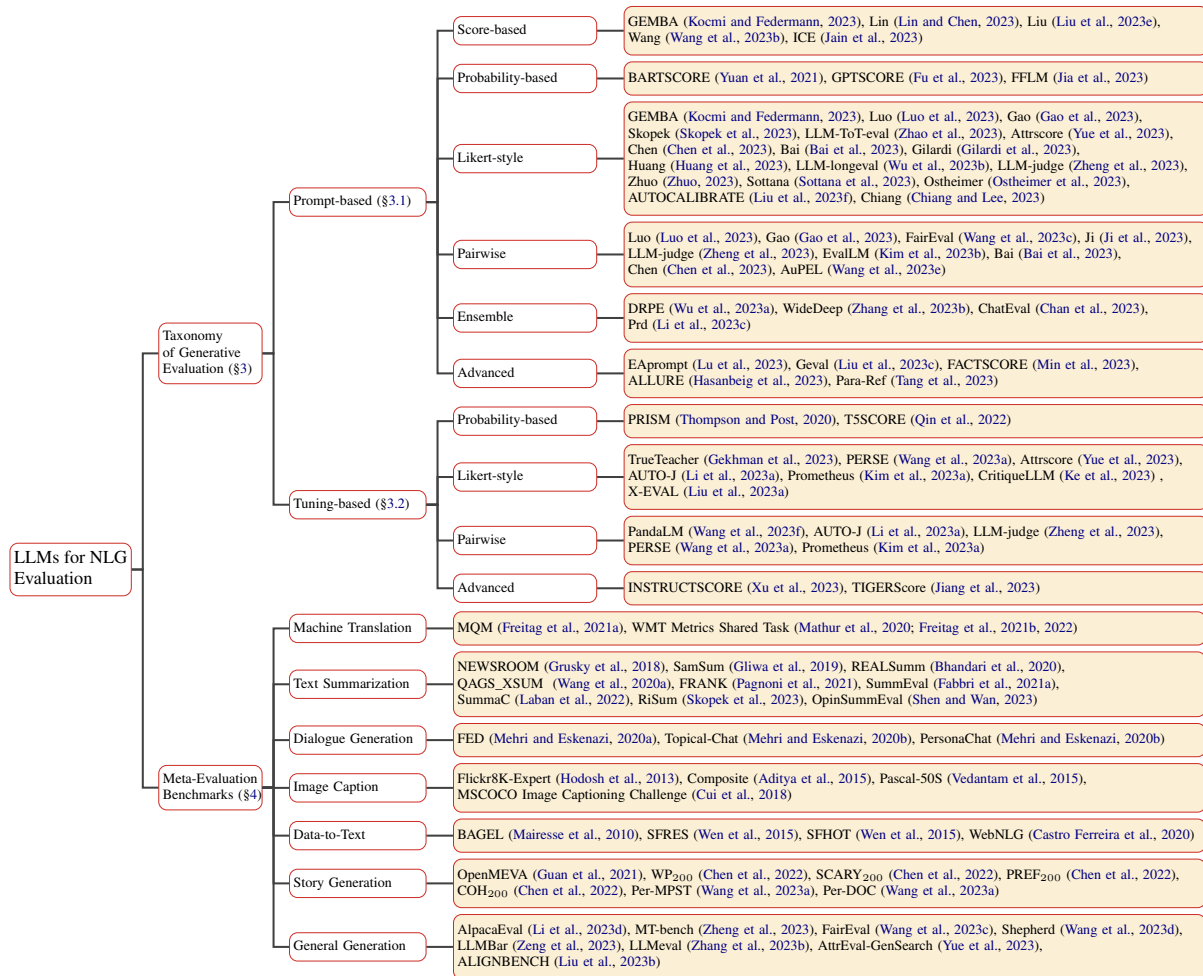 LLMs for NLG
Evaluation
Taxonomy
of Generative
Evaluation (§3)
Prompt-based (§3.1)
Score-based
GEMBA (Kocmi and Federmann, 2023), Lin (Lin and Chen, 2023), Liu (Liu et al., 2023e),
Wang (Wang et al., 2023b), ICE (Jain et al., 2023)
Probability-based
BARTSCORE (Yuan et al., 2021), GPTSCORE (Fu et al., 2023), FFLM (Jia et al., 2023)
Likert-style
GEMBA (Kocmi and Federmann, 2023), Luo (Luo et al., 2023), Gao (Gao et al., 2023),
Skopek (Skopek et al., 2023), LLM-ToT-eval (Zhao et al., 2023), Attrscore (Yue et al., 2023),
Chen (Chen et al., 2023), Bai (Bai et al., 2023), Gilardi (Gilardi et al., 2023),
Huang (Huang et al., 2023), LLM-longeval (Wu et al., 2023b), LLM-judge (Zheng et al., 2023),
Zhuo (Zhuo, 2023), Sottana (Sottana et al., 2023), Ostheimer (Ostheimer et al., 2023),
AUTOCALIBRATE (Liu et al., 2023f), Chiang (Chiang and Lee, 2023)
Pairwise
Luo (Luo et al., 2023), Gao (Gao et al., 2023), FairEval (Wang et al., 2023c), Ji (Ji et al., 2023),
LLM-judge (Zheng et al., 2023), EvalLM (Kim et al., 2023b), Bai (Bai et al., 2023),
Chen (Chen et al., 2023), AuPEL (Wang et al., 2023e)
Ensemble
DRPE (Wu et al., 2023a), WideDeep (Zhang et al., 2023b), ChatEval (Chan et al., 2023),
Prd (Li et al., 2023c)
Advanced
EAprompt (Lu et al., 2023), Geval (Liu et al., 2023c), FACTSCORE (Min et al., 2023),
ALLURE (Hasanbeig et al., 2023), Para-Ref (Tang et al., 2023)
Tuning-based (§3.2)
Probability-based
PRISM (Thompson and Post, 2020), T5SCORE (Qin et al., 2022)
Likert-style
TrueTeacher (Gekhman et al., 2023), PERSE (Wang et al., 2023a), Attrscore (Yue et al., 2023),
AUTO-J (Li et al., 2023a), Prometheus (Kim et al., 2023a), CritiqueLLM (Ke et al., 2023) ,
X-EVAL (Liu et al., 2023a)
Pairwise
PandaLM (Wang et al., 2023f), AUTO-J (Li et al., 2023a), LLM-judge (Zheng et al., 2023),
PERSE (Wang et al., 2023a), Prometheus (Kim et al., 2023a)
Advanced
INSTRUCTSCORE (Xu et al., 2023), TIGERScore (Jiang et al., 2023)
Meta-Evaluation
Benchmarks (§4)
Machine Translation
MQM (Freitag et al., 2021a), WMT Metrics Shared Task (Mathur et al., 2020; Freitag et al., 2021b, 2022)
Text Summarization
NEWSROOM (Grusky et al., 2018), SamSum (Gliwa et al., 2019), REALSumm (Bhandari et al., 2020),
QAGS_XSUM (Wang et al., 2020a), FRANK (Pagnoni et al., 2021), SummEval (Fabbri et al., 2021a),
SummaC (Laban et al., 2022), RiSum (Skopek et al., 2023), OpinSummEval (Shen and Wan, 2023)
Dialogue Generation
FED (Mehri and Eskenazi, 2020a), Topical-Chat (Mehri and Eskenazi, 2020b), PersonaChat (Mehri and Eskenazi, 2020b)
Image Caption
Flickr8K-Expert (Hodosh et al., 2013), Composite (Aditya et al., 2015), Pascal-50S (Vedantam et al., 2015),
MSCOCO Image Captioning Challenge (Cui et al., 2018)
Data-to-Text
BAGEL (Mairesse et al., 2010), SFRES (Wen et al., 2015), SFHOT (Wen et al., 2015), WebNLG (Castro Ferreira et al., 2020)
Story Generation
OpenMEVA (Guan et al., 2021), WP₂₀₀ (Chen et al., 2022), SCARY₂₀₀ (Chen et al., 2022), PREF₂₀₀ (Chen et al., 2022),
COH₂₀₀ (Chen et al., 2022), Per-MPST (Wang et al., 2023a), Per-DOC (Wang et al., 2023a)
General Generation
AlpacaEval (Li et al., 2023d), MT-bench (Zheng et al., 2023), FairEval (Wang et al., 2023c), Shepherd (Wang et al., 2023d),
LLMBar (Zeng et al., 2023), LLMeval (Zhang et al., 2023b), AttrEval-GenSearch (Yue et al., 2023),
ALIGNBENCH (Liu et al., 2023b)